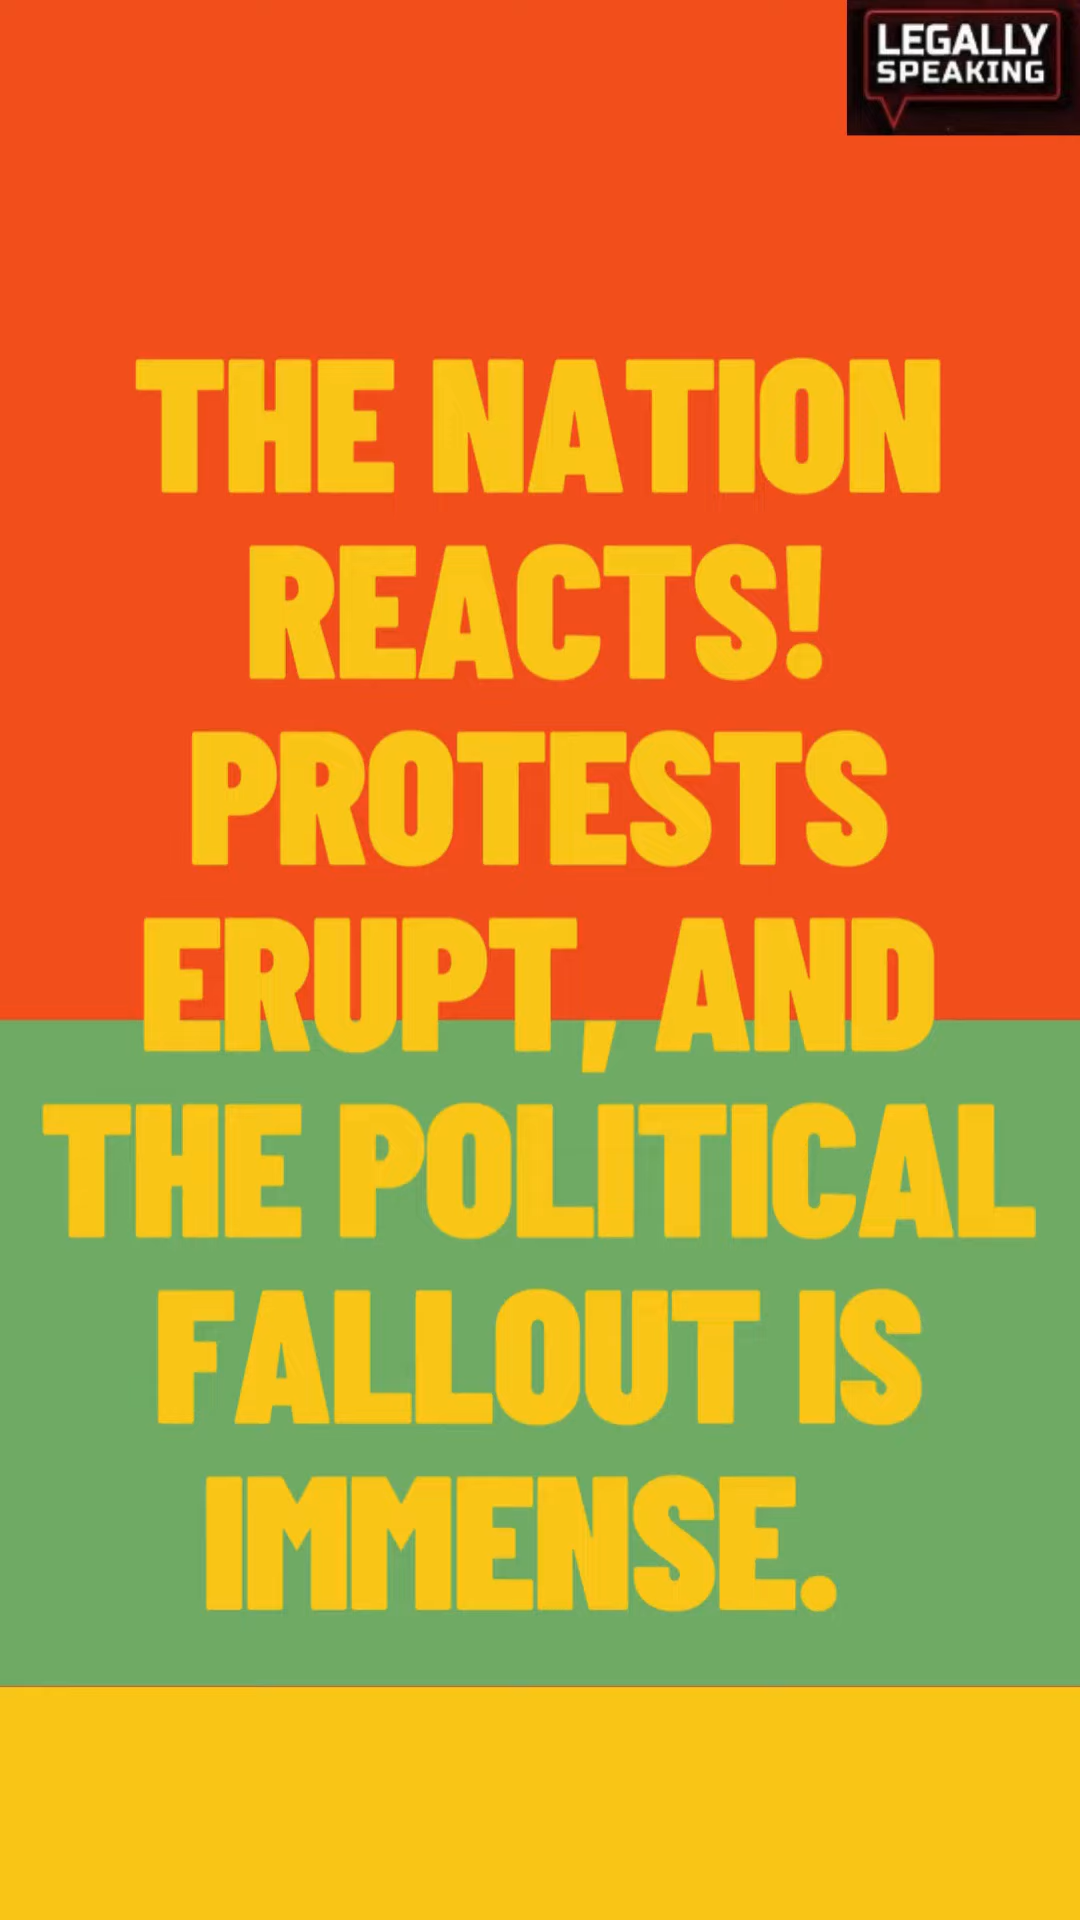 LEGALLY
SPEAKING
THE NATION
REACTS!
PROTESTS
ERUPT, AND
THE POLITICAL
FALLOUT IS
IMMENSE.